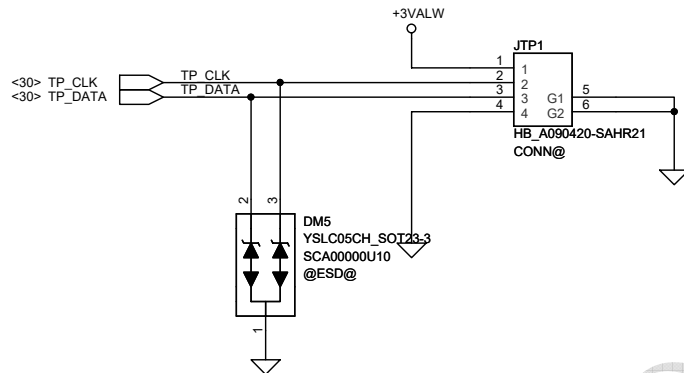 +3VALW
JTP1
1
1
<30> TP_CLK
TP_CLK
2
2
<30> TP_DATA
TP_DATA
3
3
G1
5
4
4
G2
6
HB_A090420-SAHR21
CONN@
2
3
DM5
YSLC05CH_SOT23-3
SCA00000U10
@ESD@
1